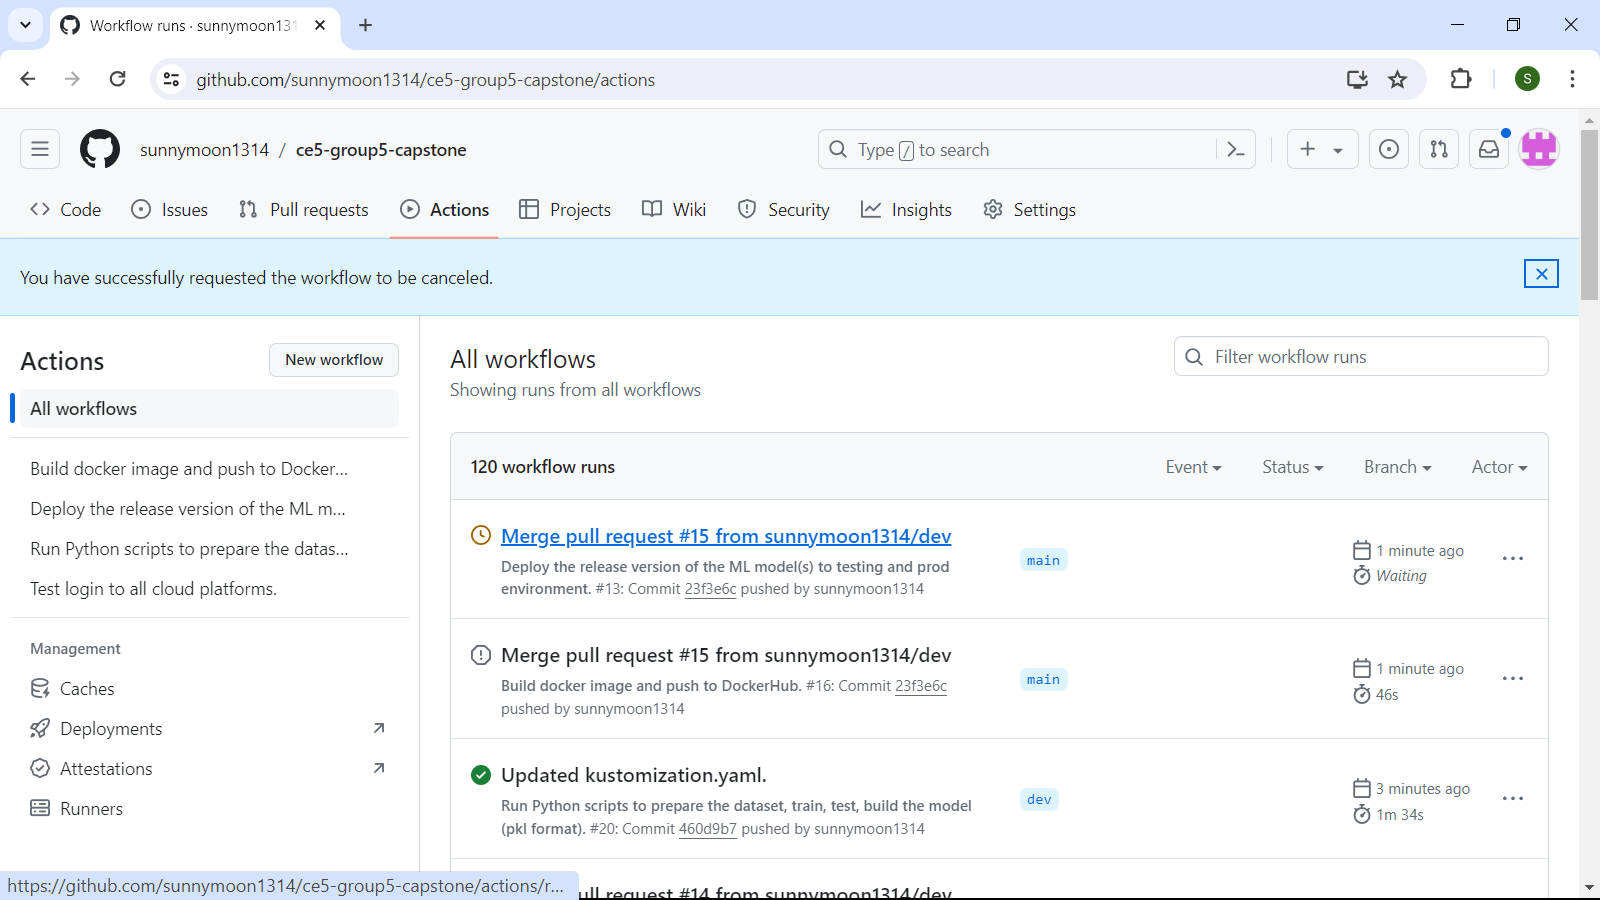 Workflow runs · sunnymoon131
github.com/sunnymoon1314/ce5-group5-capstone/actions
S
sunnymoon1314 / ce5-group5-capstone
Type / to search
Code
Issues
Pull requests
Actions
Projects
Wiki
Security
Insights
Settings
You have successfully requested the workflow to be canceled.
Actions
New workflow
All workflows
Build docker image and push to Docker...
Deploy the release version of the ML m...
Run Python scripts to prepare the datas...
Test login to all cloud platforms.
Management
Caches
Deployments
Attestations
Runners
All workflows
Showing runs from all workflows
Filter workflow runs
120 workflow runs
Event
Status
Branch
Actor
Merge pull request #15 from sunnymoon1314/dev
Deploy the release version of the ML model(s) to testing and prod
environment. #13: Commit 23f3e6c pushed by sunnymoon1314
main
1 minute ago
Waiting
Merge pull request #15 from sunnymoon1314/dev
Build docker image and push to DockerHub. #16: Commit 23f3e6c
pushed by sunnymoon1314
main
1 minute ago
46s
Updated kustomization.yaml.
Run Python scripts to prepare the dataset, train, test, build the model
(pkl format). #20: Commit 460d9b7 pushed by sunnymoon1314
dev
3 minutes ago
1m 34s
pull request #14 from sunnymoon1314/dev
https://github.com/sunnymoon1314/ce5-group5-capstone/actions/r...